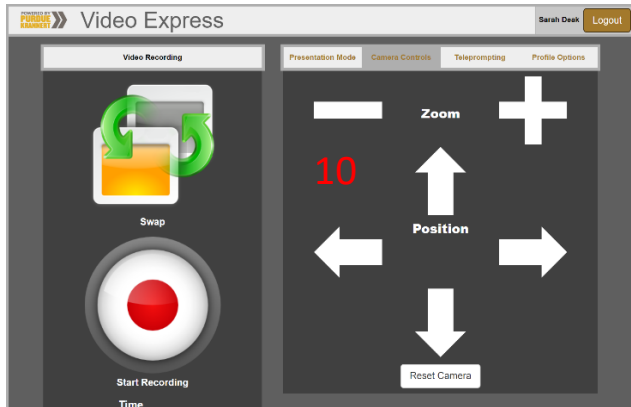 POWERED BY
PURDUE
KRANNERT
Video Express
Sarah Deak
Logout
Video Recording
Swap
Start Recording
Time
Presentation Mode
Camera Controls
Teleprompting
Profile Options
Zoom
10
Position
Reset Camera